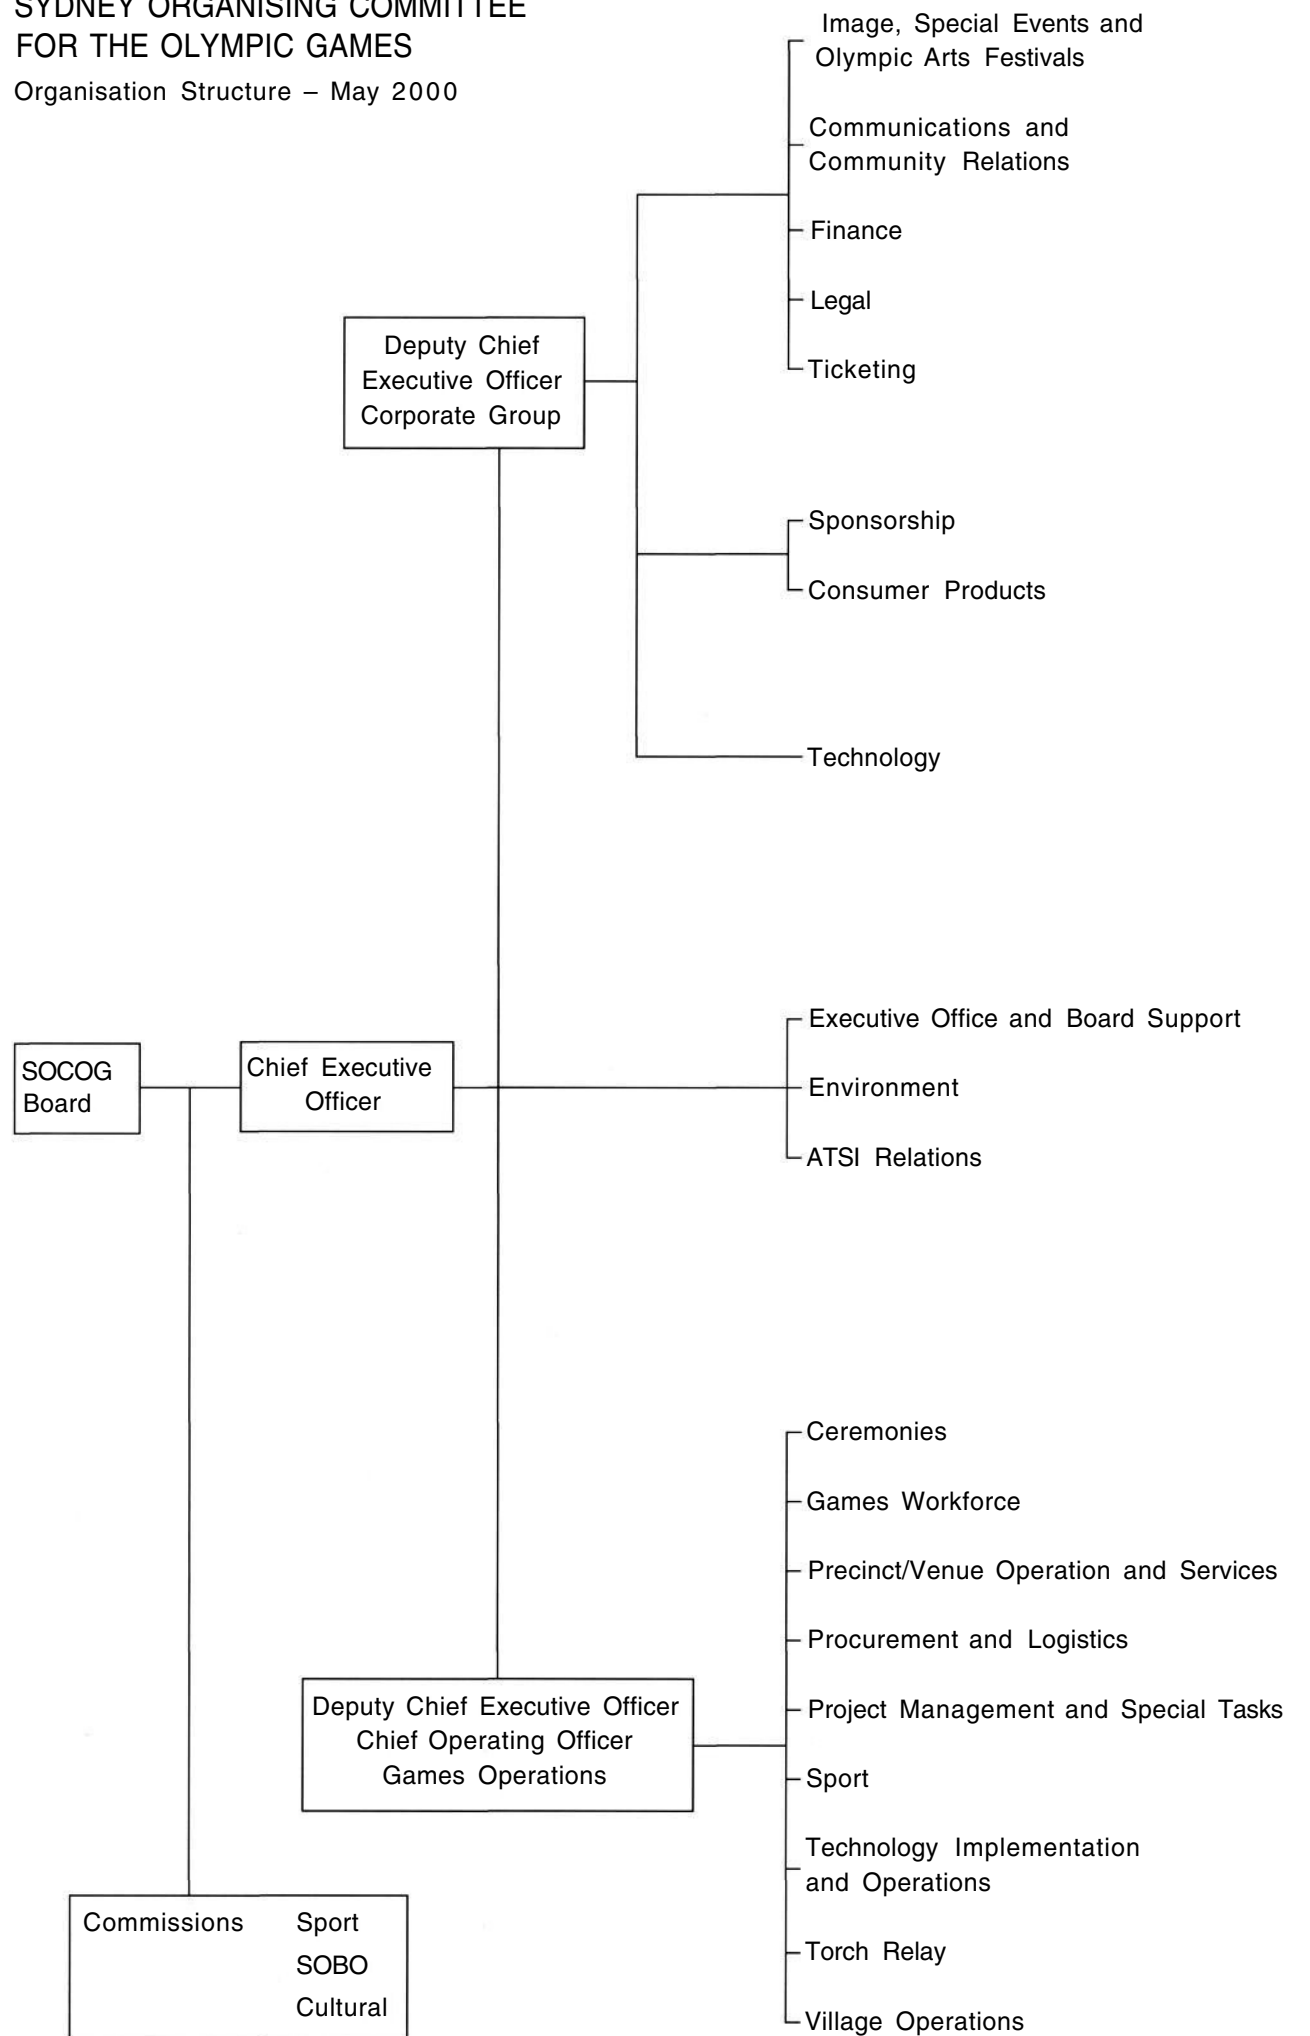 SYDNEY ORGANISING COMMITTEE
FOR THE OLYMPIC GAMES
Organisation Structure – May 2000
Image, Special Events and
Olympic Arts Festivals
Communications and
Community Relations
Finance
Legal
Ticketing
Deputy Chief
Executive Officer
Corporate Group
Sponsorship
Consumer Products
Technology
Executive Office and Board Support
Environment
ATSI Relations
SOCOG
Board
Chief Executive
Officer
Ceremonies
Games Workforce
Precinct/Venue Operation and Services
Procurement and Logistics
Project Management and Special Tasks
Sport
Technology Implementation
and Operations
Torch Relay
Village Operations
Deputy Chief Executive Officer
Chief Operating Officer
Games Operations
Commissions Sport
SOBO
Cultural